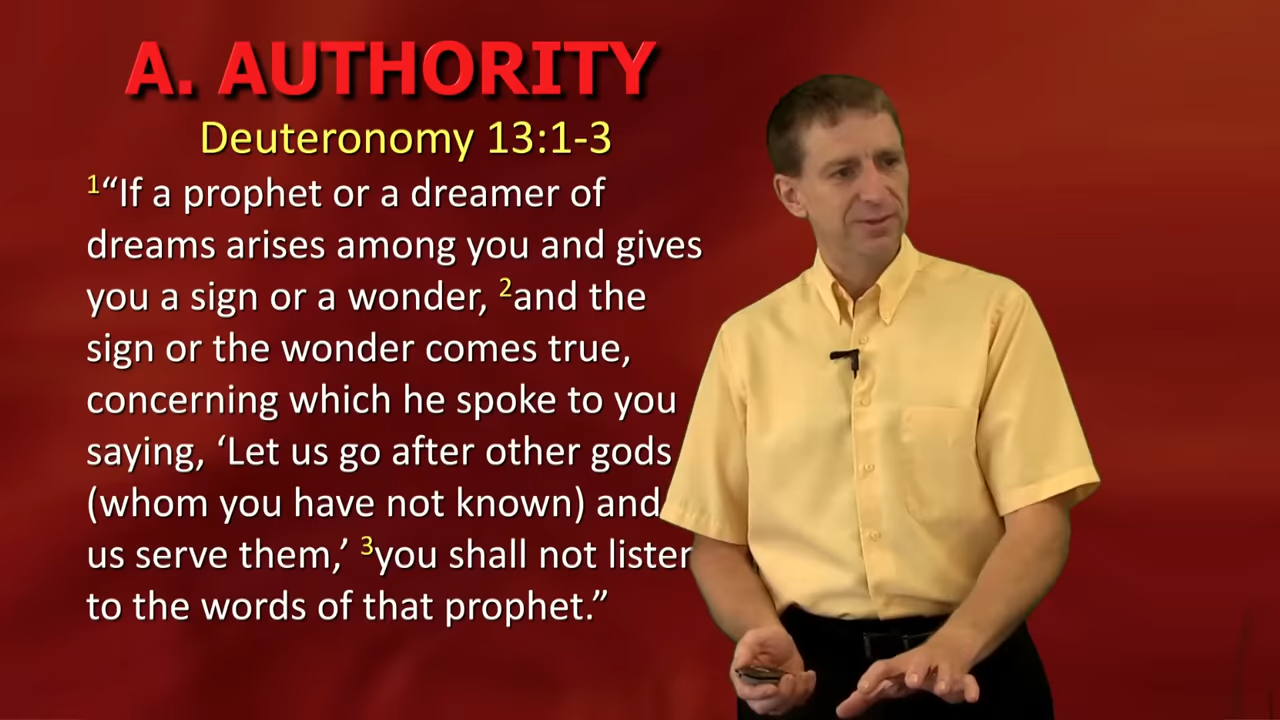 A. AUTHORITY
Deuteronomy 13:1-3
1“If a prophet or a dreamer of
dreams arises among you and gives
you a sign or a wonder, 2and the
sign or the wonder comes true,
concerning which he spoke to you
saying, ‘Let us go after other gods
(whom you have not known) and
us serve them,’ 3you shall not
to the words of that prophet.”